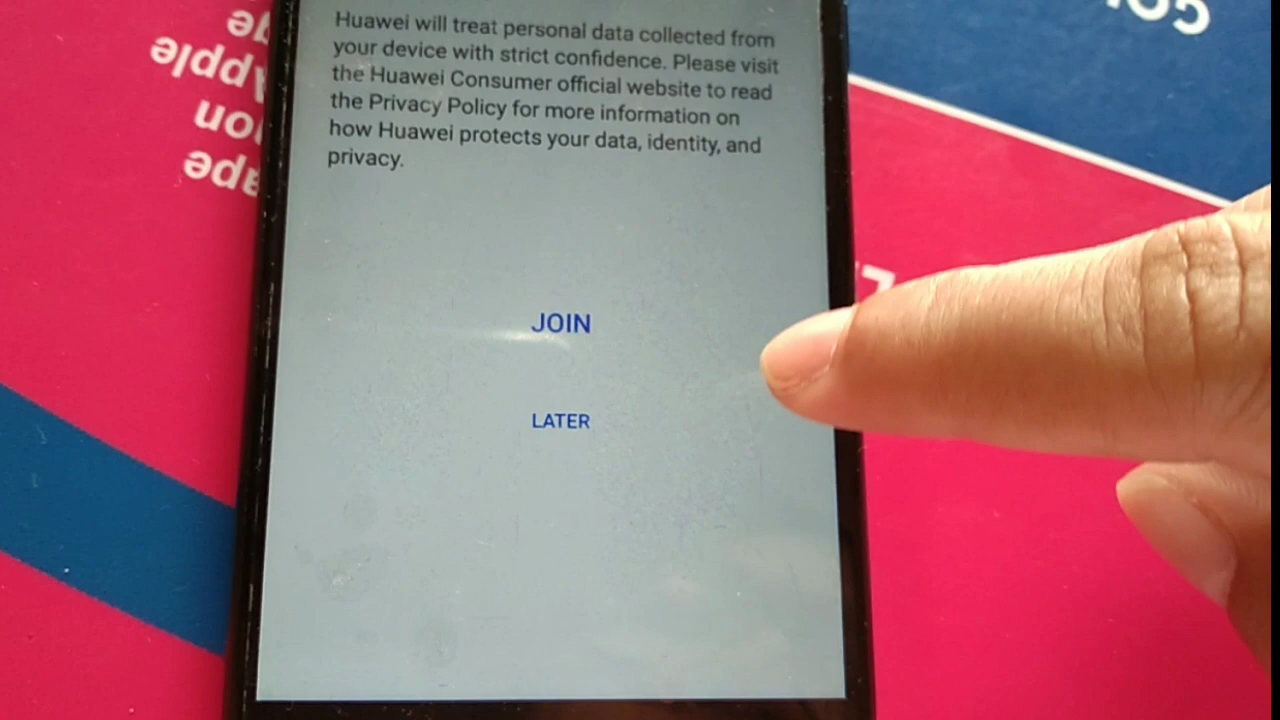 Huawei will treat personal data collected from
your device with strict confidence. Please visit
the Huawei Consumer official website to read
the Privacy Policy for more information on
how Huawei protects your data, identity, and
privacy.
JOIN
LATER